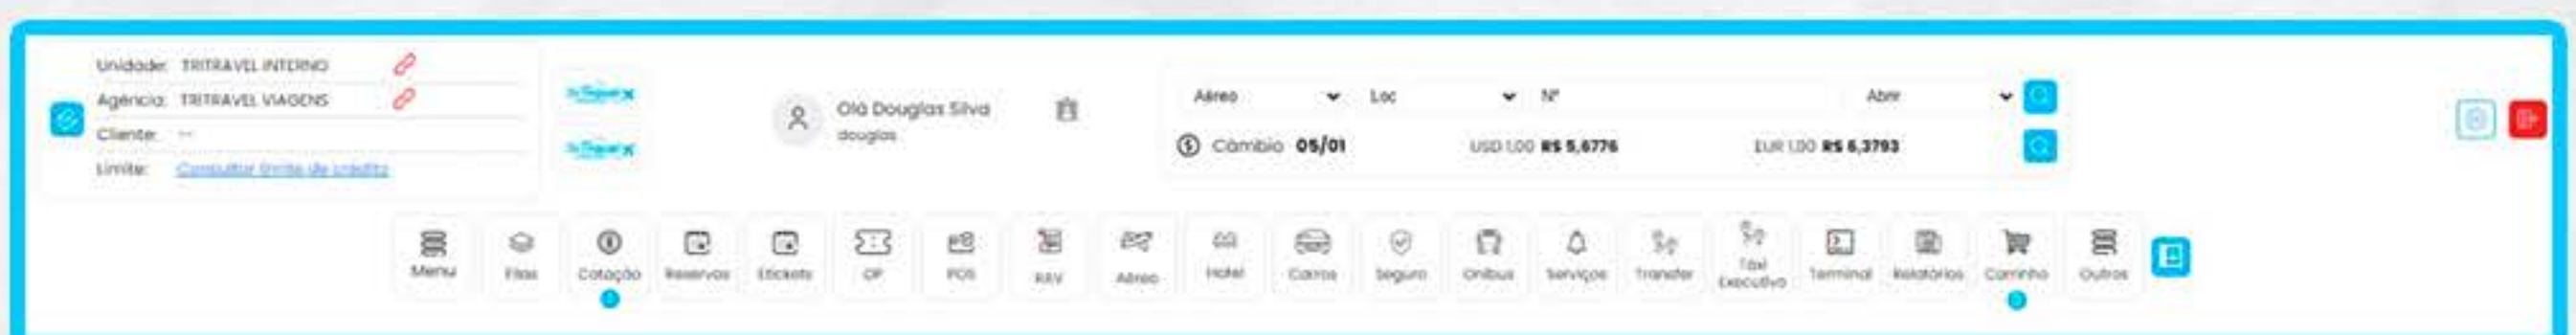 Unidade: TRITRAVEL INTERNO
Agência: TRITRAVEL VIAGENS
Cliente: --
Limite: Consultar limite de crédito
Olá Douglas Silva
douglas
Aéreo Loc Nº Abrir
Câmbio 05/01 USD 1,00 R$ 5,6776 EUR 1,00 R$ 6,3793
Menu Filas Cotação Reservas Etickets OP POS RAV Aéreo Hotel Carros Seguro Onibus Serviços Transfer Táxi Executivo Terminal Relatórios Carrinho Outros